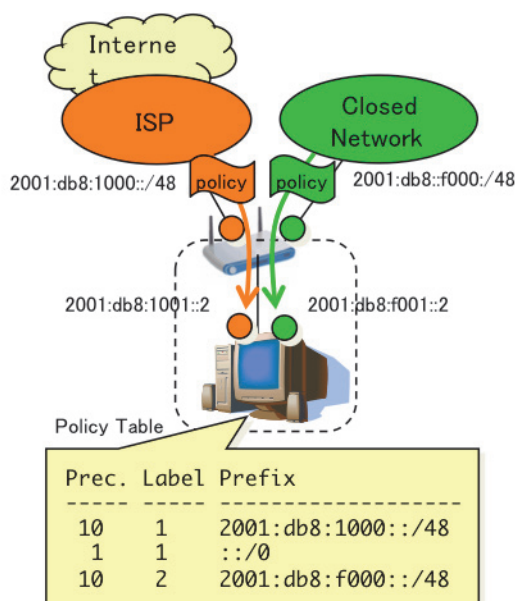 Interne
t
ISP
Closed
Network
2001:db8:1000::/48
policy
policy
2001:db8::f000:/48
2001:db8:1001::2
2001:db8:f001::2
Policy Table
Prec. Label Prefix
----- ----- --------------------
10 1 2001:db8:1000::/48
1 1 ::/0
10 2 2001:db8:f000::/48